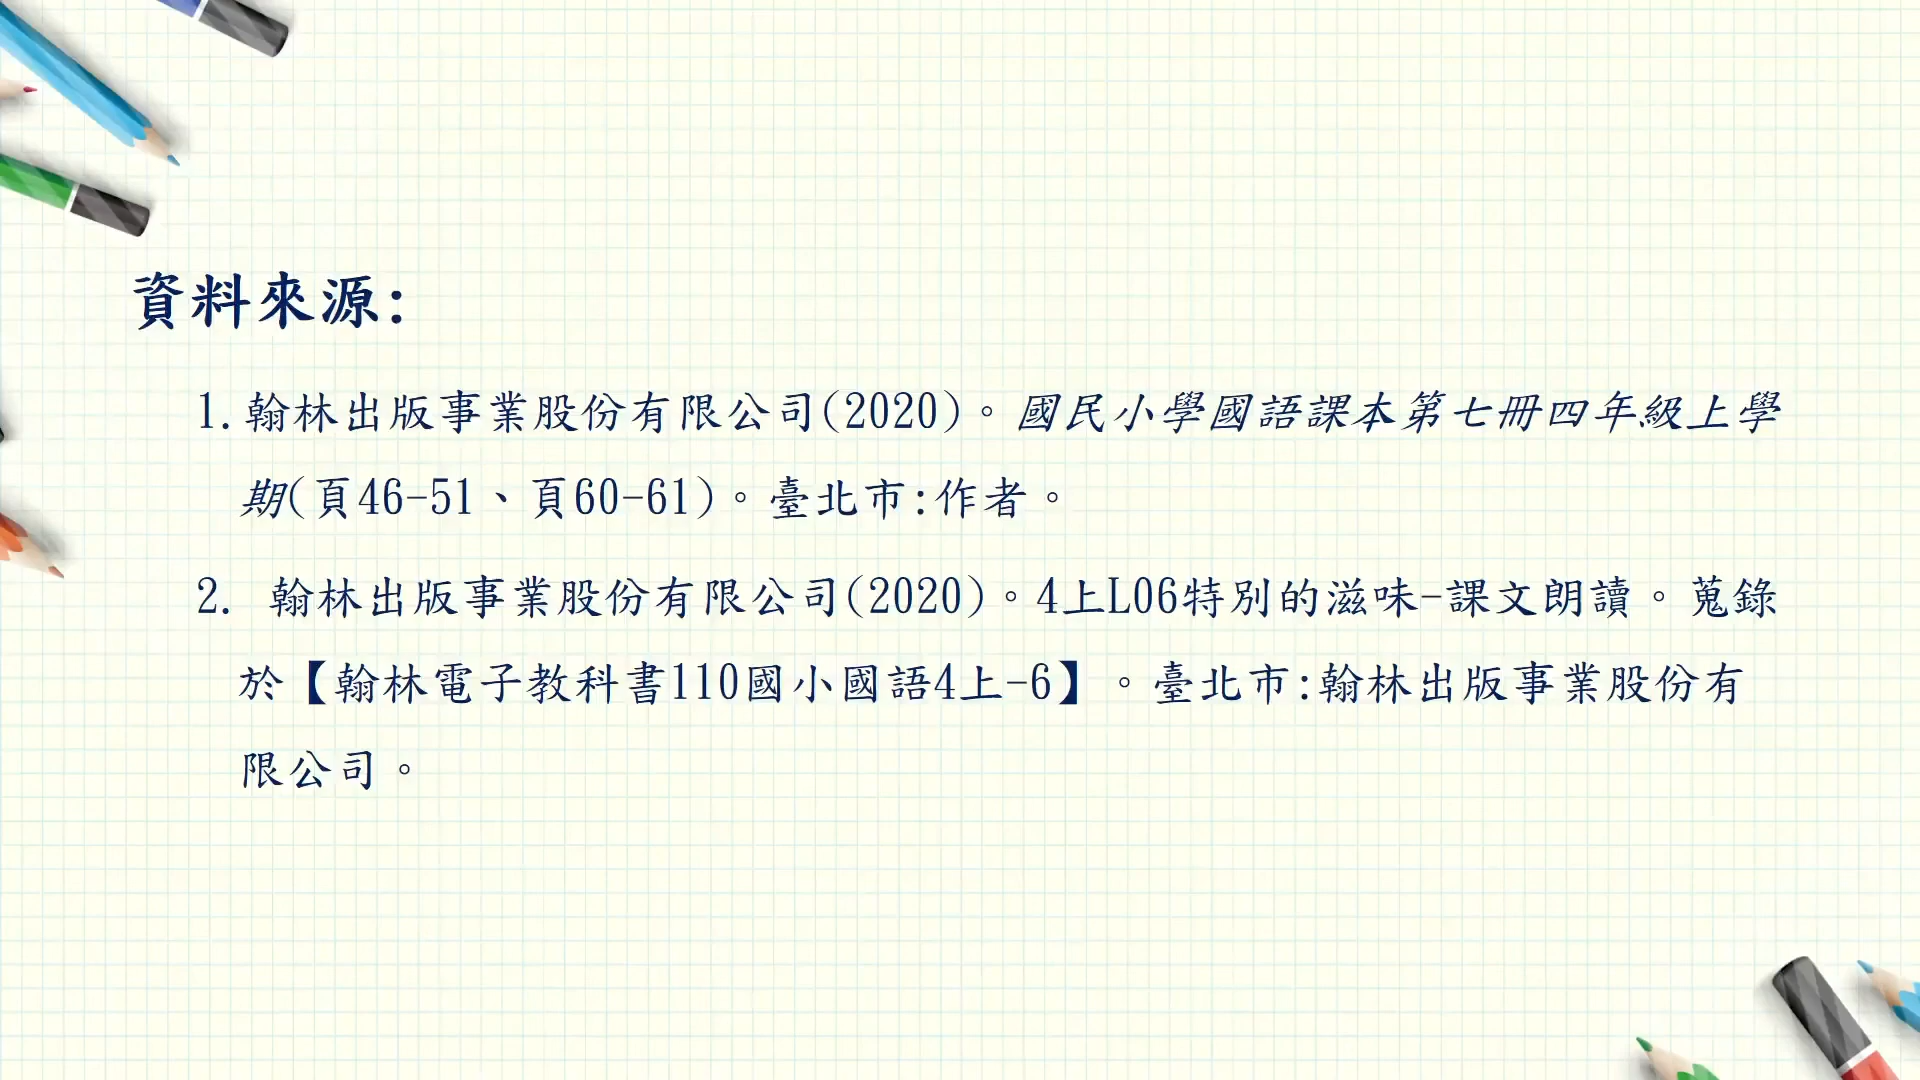 資料來源:
1.翰林出版事業股份有限公司(2020)。國民小學國語課本第七冊四年級上學
期(頁46-51、頁60-61)。臺北市:作者。
2. 翰林出版事業股份有限公司(2020)。4上L06特別的滋味-課文朗讀。蒐錄
於【翰林電子教科書110國小國語4上-6】。臺北市:翰林出版事業股份有
限公司。